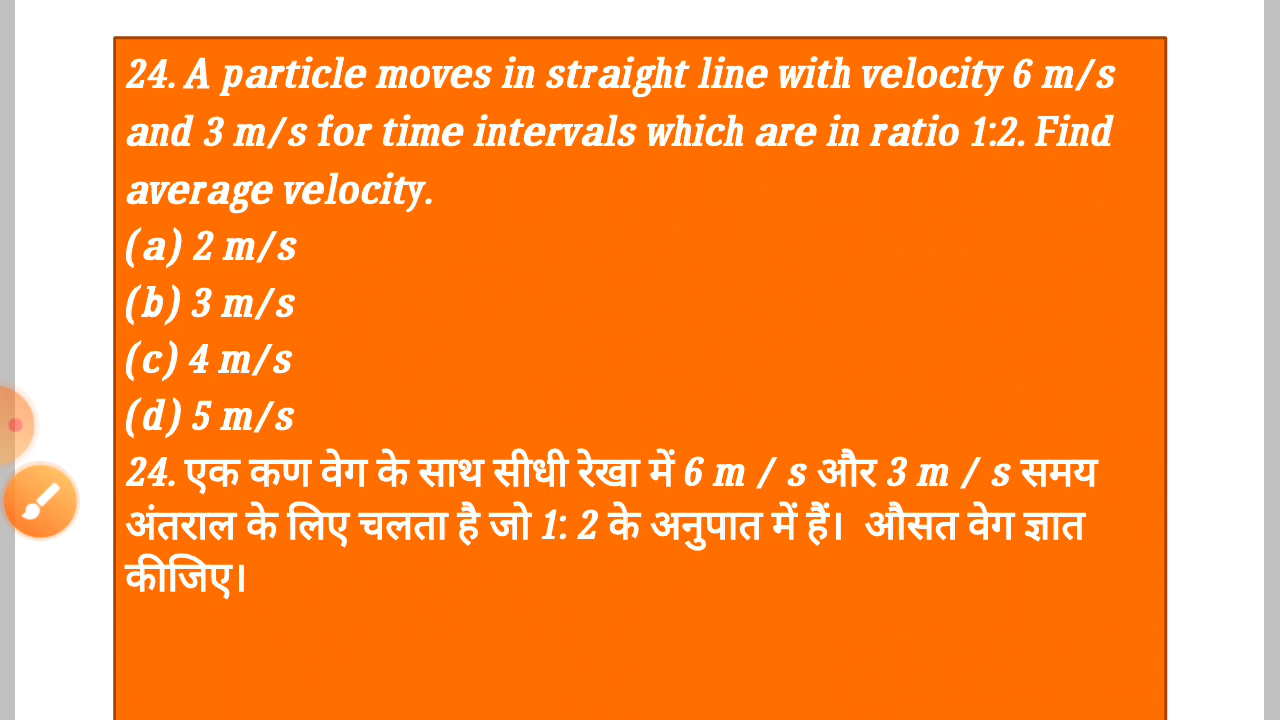 24. A particle moves in straight line with velocity 6 m/s
and 3 m/s for time intervals which are in ratio 1:2. Find
average velocity.
(a) 2 m/s
(b) 3 m/s
(c) 4 m/s
(d) 5 m/s
24. एक कण वेग के साथ सीधी रेखा में 6 m / s और 3 m / s समय
अंतराल के लिए चलता है जो 1: 2 के अनुपात में हैं। औसत वेग ज्ञात
कीजिए।